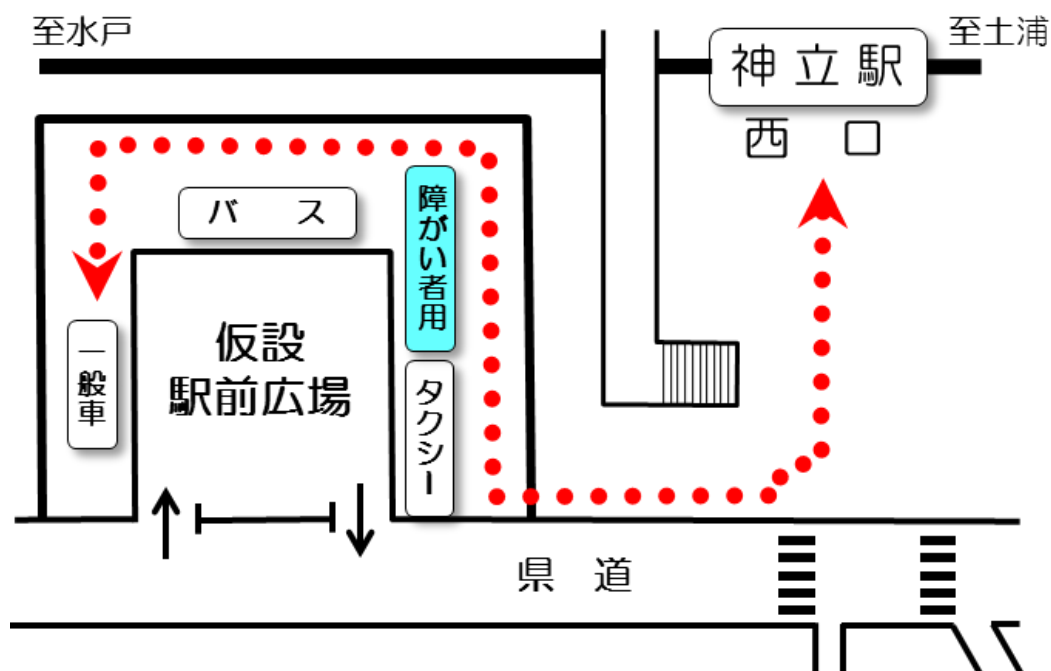 至水戸
至土浦
神立駅
西口
バス
障がい者用
仮設
駅前広場
一般車
タクシー
県道